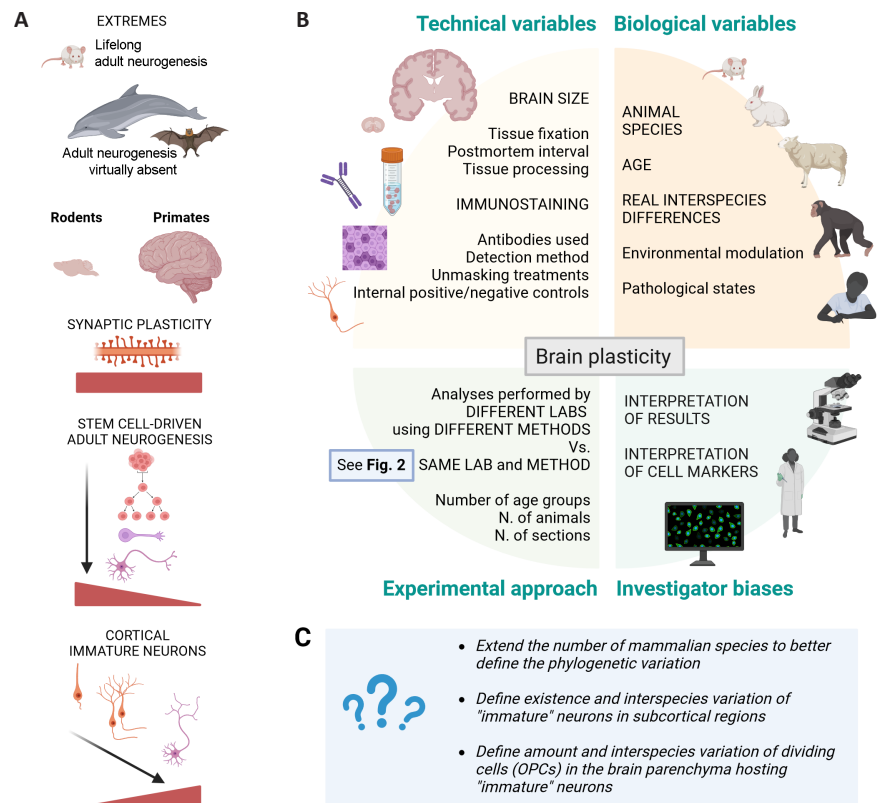 A
EXTREMES
Lifelong
adult neurogenesis
Adult neurogenesis
virtually absent
Rodents
Primates
SYNAPTIC PLASTICITY
STEM CELL-DRIVEN
ADULT NEUROGENESIS
CORTICAL
IMMATURE NEURONS
B
Technical variables
BRAIN SIZE
Tissue fixation
Postmortem interval
Tissue processing
IMMUNOSTAINING
Antibodies used
Detection method
Unmasking treatments
Internal positive/negative controls
Biological variables
ANIMAL
SPECIES
AGE
REAL INTERSPECIES
DIFFERENCES
Environmental modulation
Pathological states
Brain plasticity
Analyses performed by
DIFFERENT LABS
using DIFFERENT METHODS
Vs.
See Fig. 2
SAME LAB and METHOD
Number of age groups
N. of animals
N. of sections
Experimental approach
INTERPRETATION
OF RESULTS
INTERPRETATION
OF CELL MARKERS
Investigator biases
C
???
• Extend the number of mammalian species to better
define the phylogenetic variation
• Define existence and interspecies variation of
"immature" neurons in subcortical regions
• Define amount and interspecies variation of dividing
cells (OPCs) in the brain parenchyma hosting
"immature" neurons